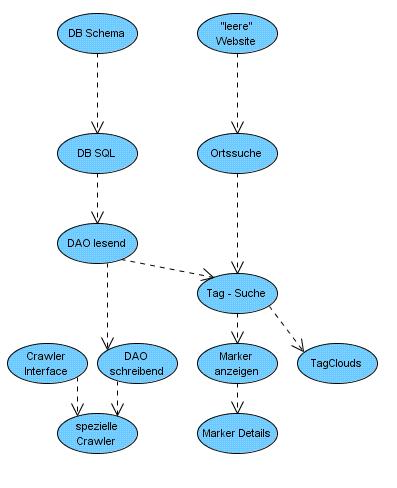 DB Schema
"leere"
Website
DB SQL
Ortssuche
DAO lesend
Tag - Suche
Crawler
Interface
DAO
schreibend
Marker
anzeigen
TagClouds
spezielle
Crawler
Marker Details